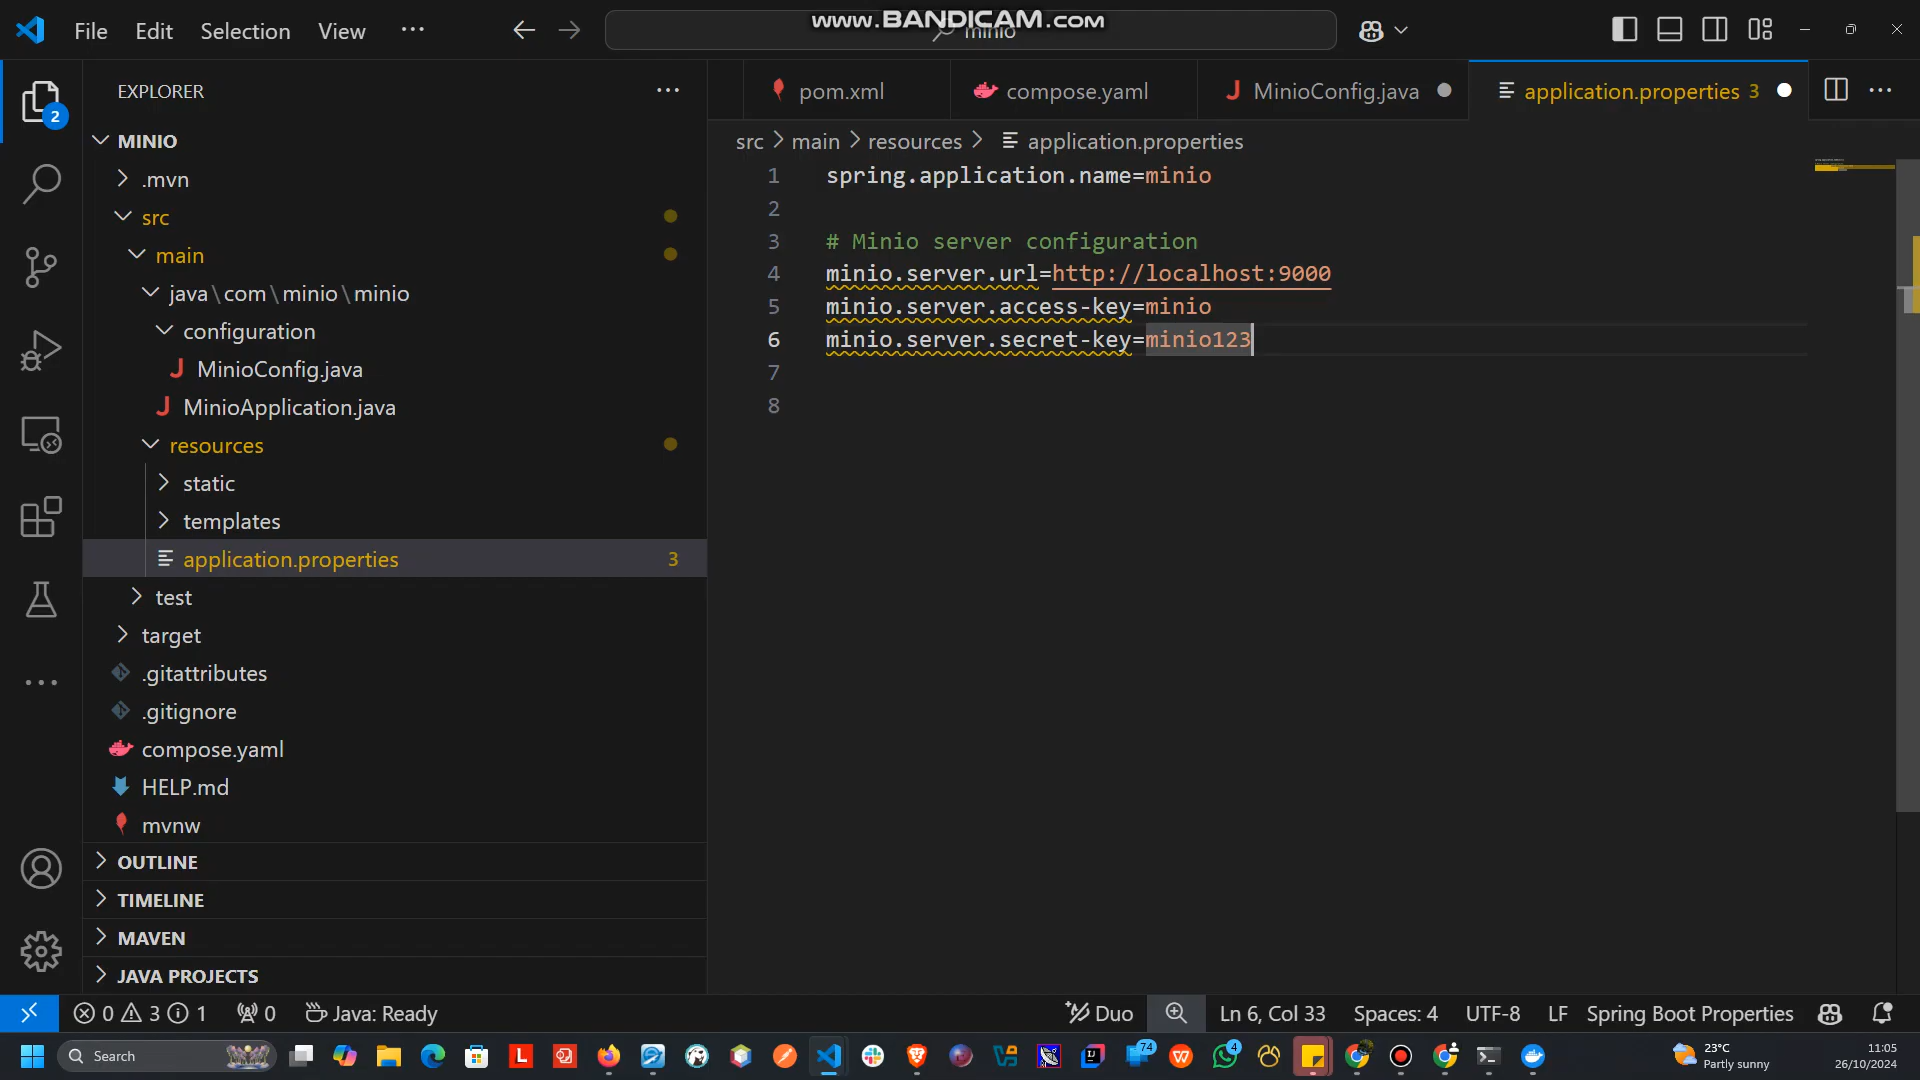 www.BANDICAM.com
File Edit Selection View ...
minio
EXPLORER
MINIO
.mvn
src
main
java\com\minio\minio
configuration
MinioConfig.java
MinioApplication.java
resources
static
templates
application.properties 3
test
target
.gitattributes
.gitignore
compose.yaml
HELP.md
mvnw
OUTLINE
TIMELINE
MAVEN
JAVA PROJECTS
2
pom.xml
compose.yaml
MinioConfig.java
application.properties 3
src > main > resources > application.properties
1 spring.application.name=minio
2
3 # Minio server configuration
4 minio.server.url=http://localhost:9000
5 minio.server.access-key=minio
6 minio.server.secret-key=minio123
7
8
0 3 1 0 Java: Ready
Duo Ln 6, Col 33 Spaces: 4 UTF-8 LF Spring Boot Properties
Search
74
4
23°C
Partly sunny
11:05
26/10/2024